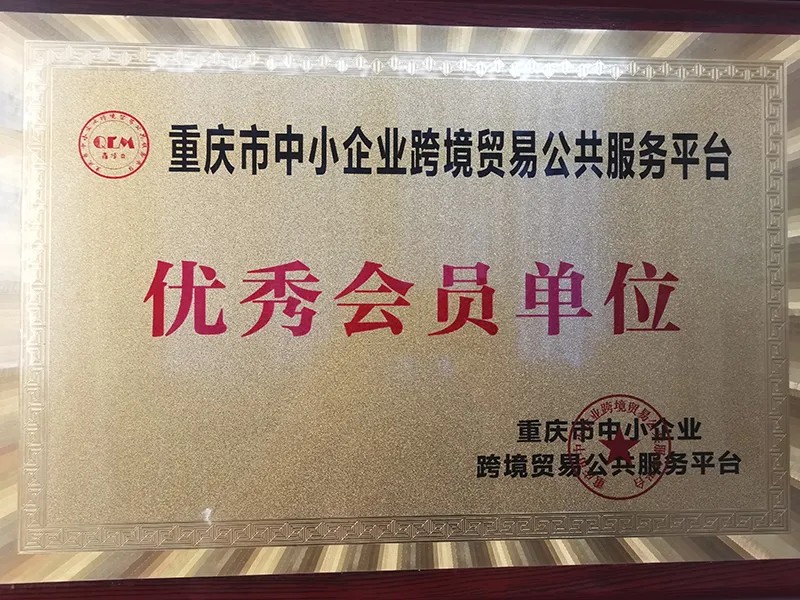 QCM
重庆市中小企业跨境贸易公共服务平台
优秀会员单位
重庆市中小企业
跨境贸易公共服务平台